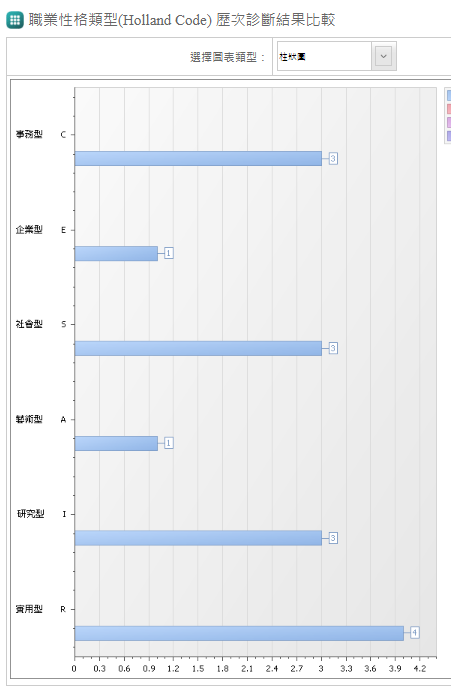 職業性格類型(Holland Code) 歷次診斷結果比較
選擇圖表類型： 柱狀圖
事務型 C
3
企業型 E
1
社會型 S
3
藝術型 A
1
研究型 I
3
實用型 R
4
0 0.3 0.6 0.9 1.2 1.5 1.8 2.1 2.4 2.7 3 3.3 3.6 3.9 4.2